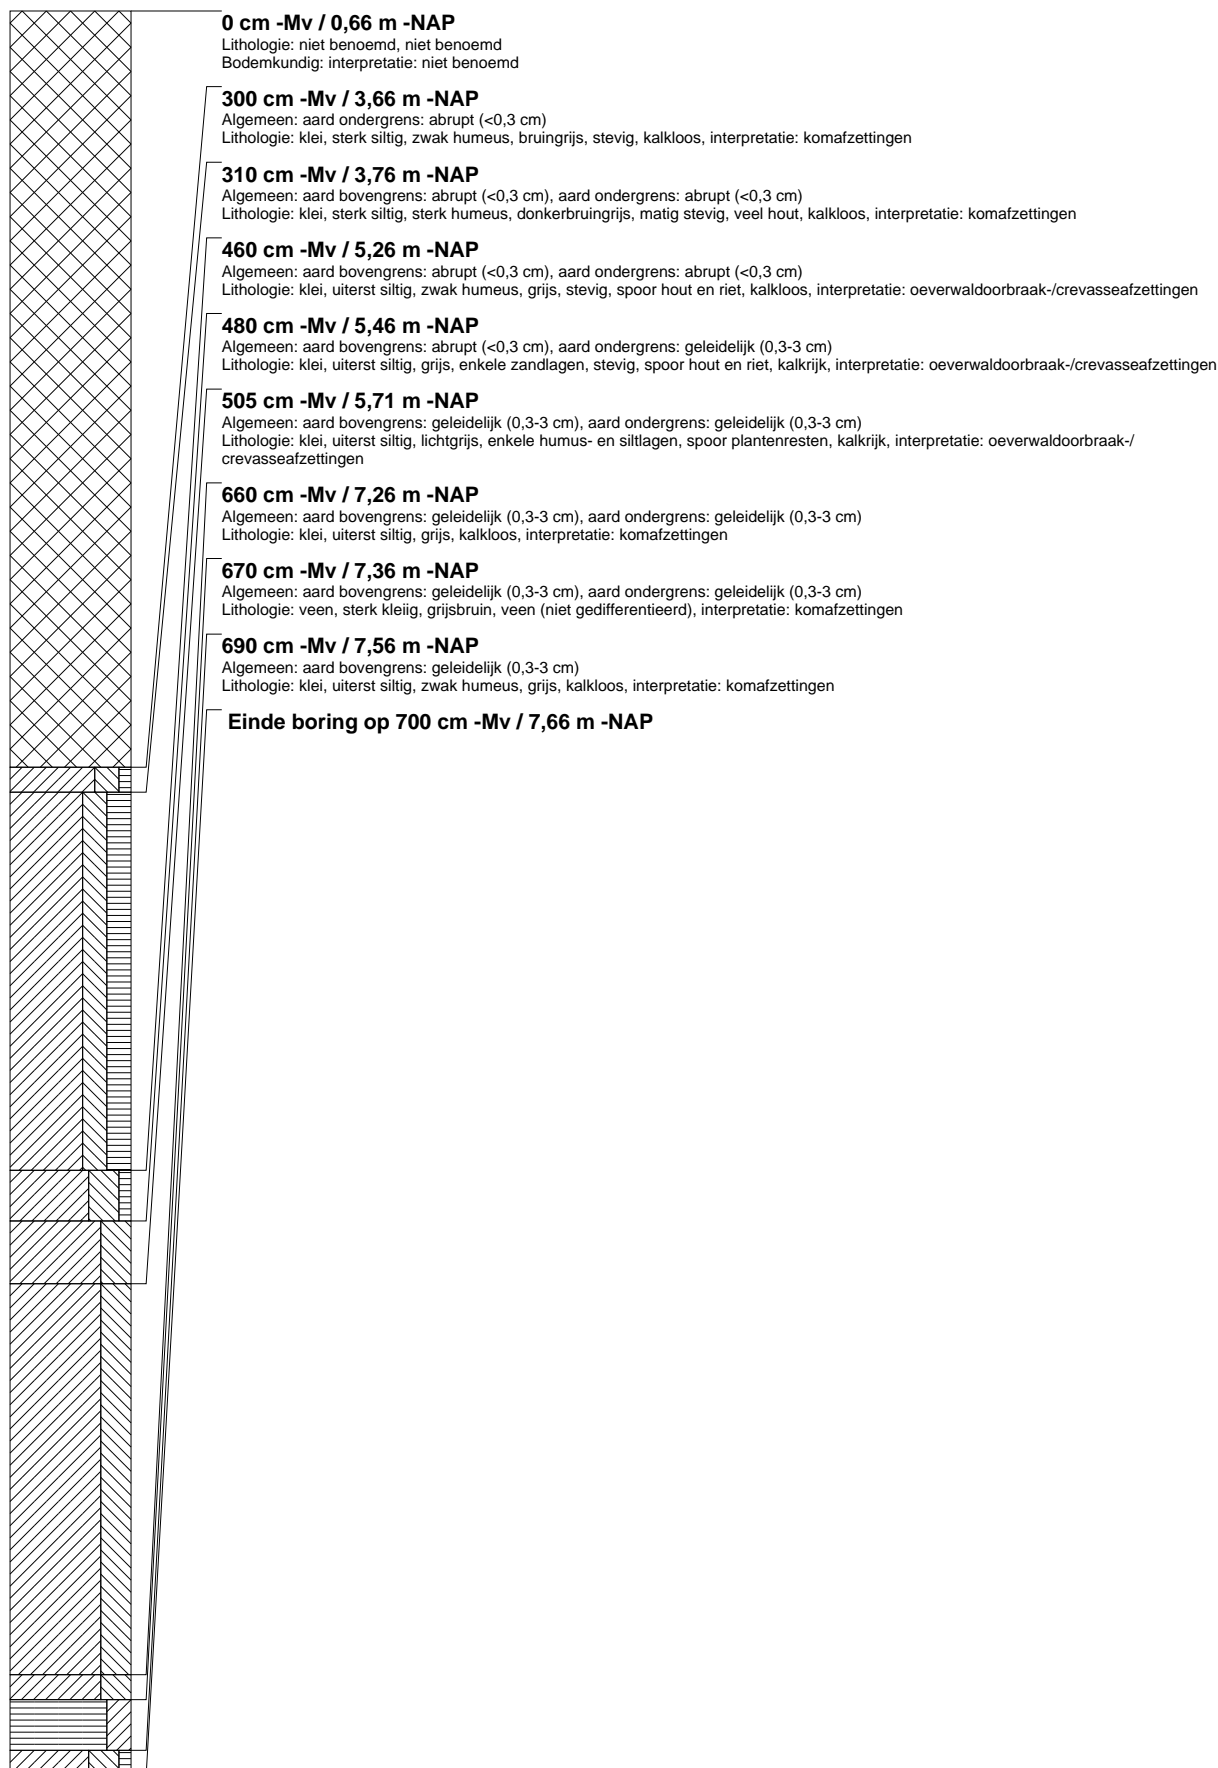 0 cm -Mv / 0,66 m -NAP
Lithologie: niet benoemd, niet benoemd
Bodemkundig: interpretatie: niet benoemd
300 cm -Mv / 3,66 m -NAP
Algemeen: aard ondergrens: abrupt (<0,3 cm)
Lithologie: klei, sterk siltig, zwak humeus, bruingrijs, stevig, kalkloos, interpretatie: komafzettingen
310 cm -Mv / 3,76 m -NAP
Algemeen: aard bovengrens: abrupt (<0,3 cm), aard ondergrens: abrupt (<0,3 cm)
Lithologie: klei, sterk siltig, sterk humeus, donkerbruingrijs, matig stevig, veel hout, kalkloos, interpretatie: komafzettingen
460 cm -Mv / 5,26 m -NAP
Algemeen: aard bovengrens: abrupt (<0,3 cm), aard ondergrens: abrupt (<0,3 cm)
Lithologie: klei, uiterst siltig, zwak humeus, grijs, stevig, spoor hout en riet, kalkloos, interpretatie: oeverwaldoorbraak-/crevasseafzettingen
480 cm -Mv / 5,46 m -NAP
Algemeen: aard bovengrens: abrupt (<0,3 cm), aard ondergrens: geleidelijk (0,3-3 cm)
Lithologie: klei, uiterst siltig, grijs, enkele zandlagen, stevig, spoor hout en riet, kalkrijk, interpretatie: oeverwaldoorbraak-/crevasseafzettingen
505 cm -Mv / 5,71 m -NAP
Algemeen: aard bovengrens: geleidelijk (0,3-3 cm), aard ondergrens: geleidelijk (0,3-3 cm)
Lithologie: klei, uiterst siltig, lichtgrijs, enkele humus- en siltlagen, spoor plantenresten, kalkrijk, interpretatie: oeverwaldoorbraak-/
crevasseafzettingen
660 cm -Mv / 7,26 m -NAP
Algemeen: aard bovengrens: geleidelijk (0,3-3 cm), aard ondergrens: geleidelijk (0,3-3 cm)
Lithologie: klei, uiterst siltig, grijs, kalkloos, interpretatie: komafzettingen
670 cm -Mv / 7,36 m -NAP
Algemeen: aard bovengrens: geleidelijk (0,3-3 cm), aard ondergrens: geleidelijk (0,3-3 cm)
Lithologie: veen, sterk kleiig, grijsbruin, veen (niet gedifferentieerd), interpretatie: komafzettingen
690 cm -Mv / 7,56 m -NAP
Algemeen: aard bovengrens: geleidelijk (0,3-3 cm)
Lithologie: klei, uiterst siltig, zwak humeus, grijs, kalkloos, interpretatie: komafzettingen
Einde boring op 700 cm -Mv / 7,66 m -NAP